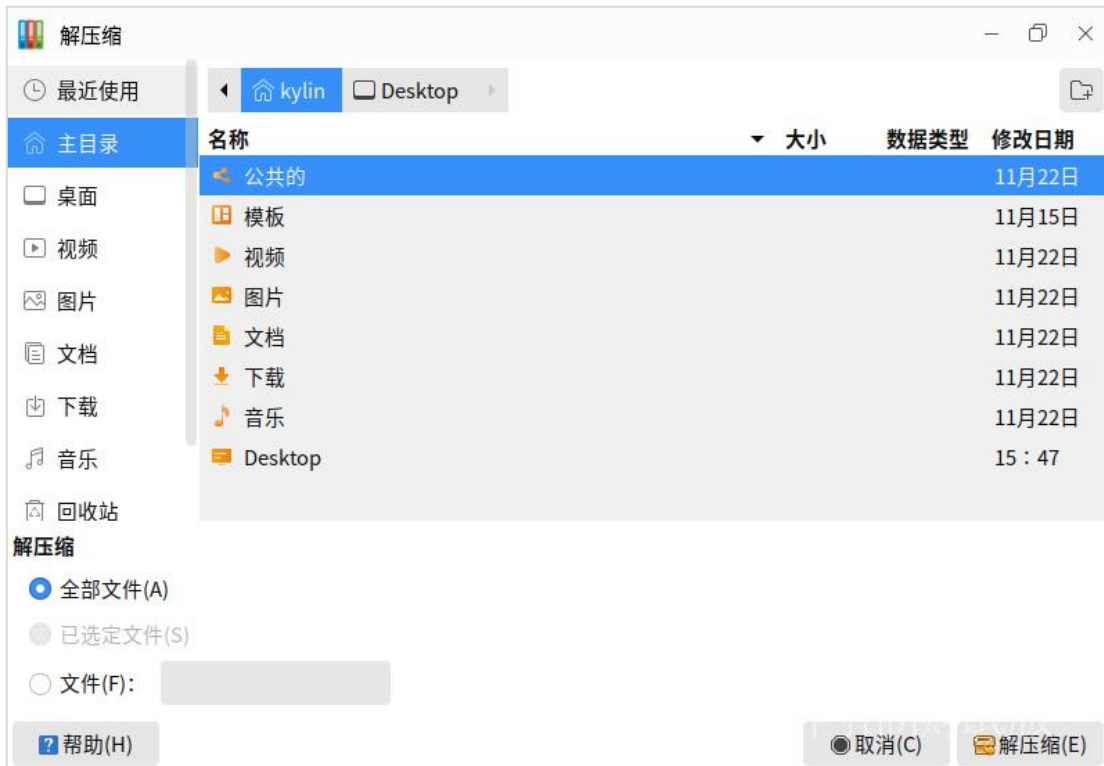 解压缩
最近使用
主目录
桌面
视频
图片
文档
下载
音乐
回收站
kylin Desktop
名称 大小 数据类型 修改日期
公共的 11月22日
模板 11月15日
视频 11月22日
图片 11月22日
文档 11月22日
下载 11月22日
音乐 11月22日
Desktop 15：47
解压缩
全部文件(A)
已选定文件(S)
文件(F)：
帮助(H) 取消(C) 解压缩(E)